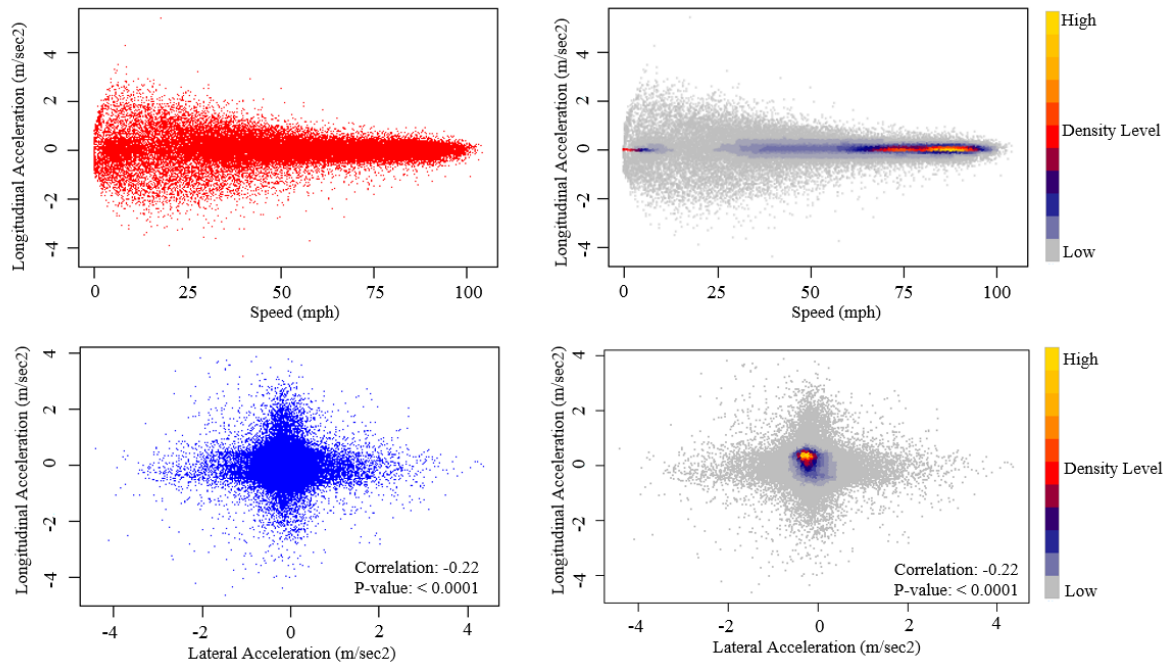 Longitudinal Acceleration (m/sec2)
4
2
0
-2
-4
0
25
50
75
100
Speed (mph)
Longitudinal Acceleration (m/sec2)
4
2
0
-2
-4
0
25
50
75
100
Speed (mph)
High
Density Level
Low
Longitudinal Acceleration (m/sec2)
4
2
0
-2
-4
Correlation: -0.22
P-value: < 0.0001
-4
-2
0
2
4
Lateral Acceleration (m/sec2)
Longitudinal Acceleration (m/sec2)
4
2
0
-2
-4
Correlation: -0.22
P-value: < 0.0001
-4
-2
0
2
4
Lateral Acceleration (m/sec2)
High
Density Level
Low